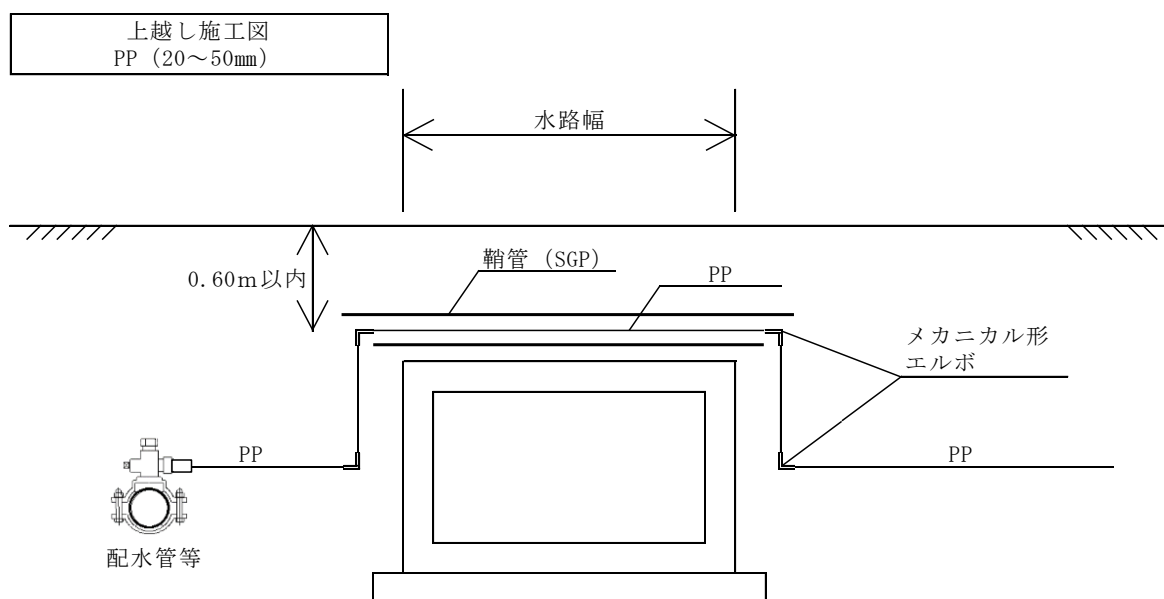 上越し施工図
PP（20～50㎜）
水路幅
0.60ｍ以内
鞘管（SGP）
PP
メカニカル形
エルボ
PP
PP
配水管等